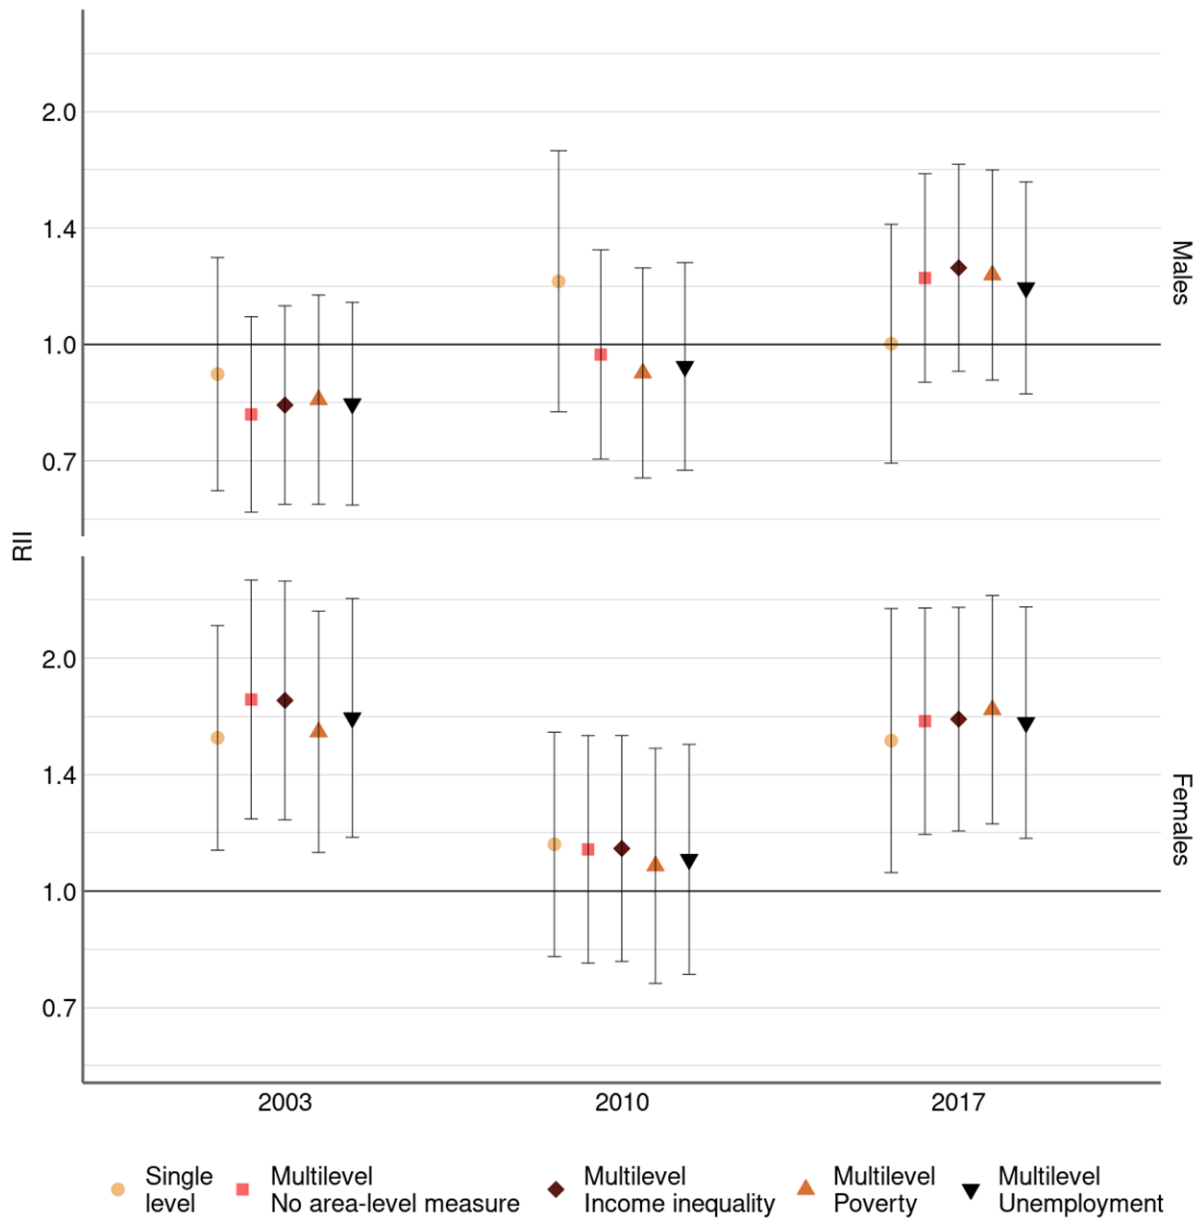 2.0
1.4
1.0
0.7
Males
RII
2.0
1.4
1.0
0.7
Females
2003 2010 2017
Single level
Multilevel No area-level measure
Multilevel Income inequality
Multilevel Poverty
Multilevel Unemployment